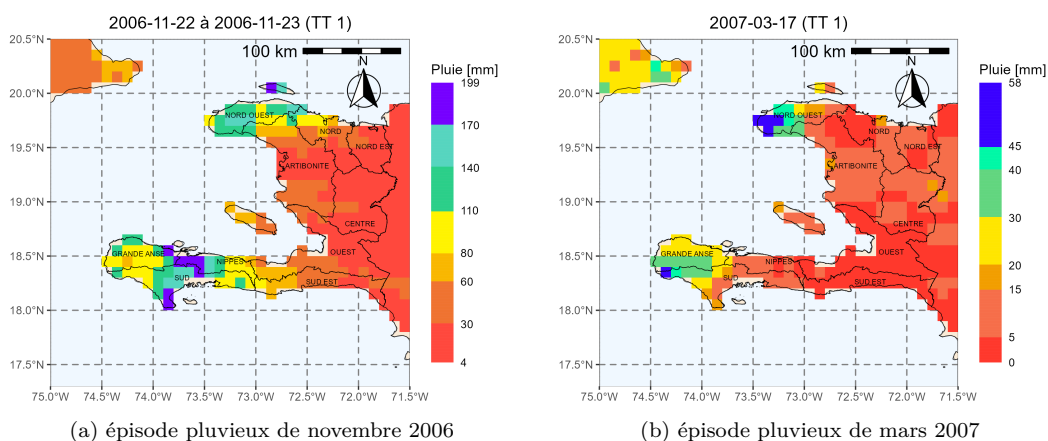 2006-11-22 à 2006-11-23 (TT 1)
100 km
N
20.5°N
20.0°N
19.5°N
19.0°N
18.5°N
18.0°N
17.5°N
75.0°W 74.5°W 74.0°W 73.5°W 73.0°W 72.5°W 72.0°W 71.5°W
NORD OUEST
NORD
NORD EST
ARTIBONITE
CENTRE
OUEST
GRANDE ANSE
NIPPES
SUD
SUD EST
Pluie [mm]
199
170
140
110
80
60
30
4
(a) épisode pluvieux de novembre 2006
2007-03-17 (TT 1)
100 km
N
20.5°N
20.0°N
19.5°N
19.0°N
18.5°N
18.0°N
17.5°N
75.0°W 74.5°W 74.0°W 73.5°W 73.0°W 72.5°W 72.0°W 71.5°W
NORD OUEST
NORD
NORD EST
ARTIBONITE
CENTRE
OUEST
GRANDE ANSE
NIPPES
SUD
SUD EST
Pluie [mm]
58
45
40
30
20
15
5
0
(b) épisode pluvieux de mars 2007